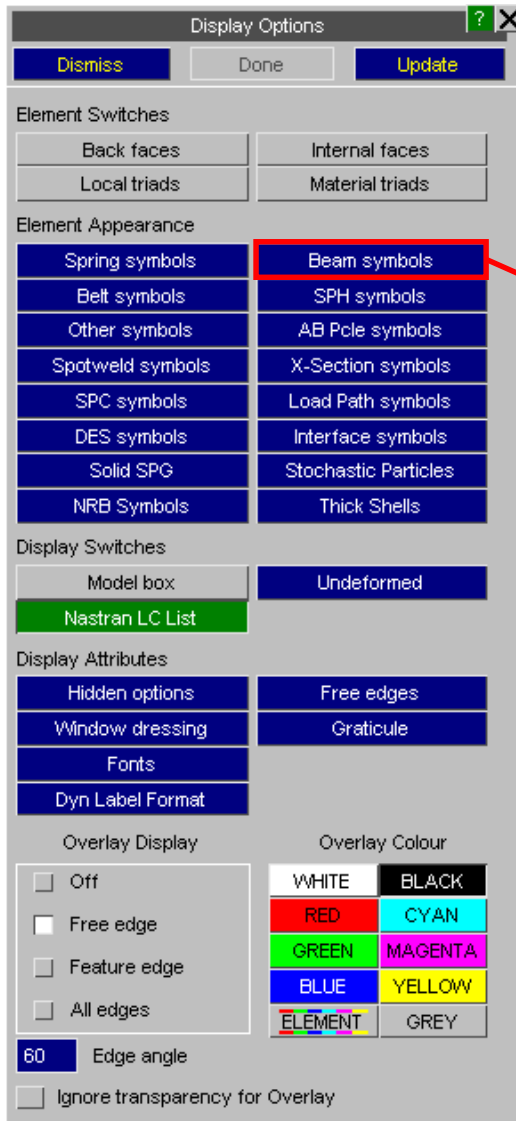 Display Options ? X
Dismiss Done Update
Element Switches
Back faces Internal faces
Local triads Material triads
Element Appearance
Spring symbols Beam symbols
Belt symbols SPH symbols
Other symbols AB Pcle symbols
Spotweld symbols X-Section symbols
SPC symbols Load Path symbols
DES symbols Interface symbols
Solid SPG Stochastic Particles
NRB Symbols Thick Shells
Display Switches
Model box Undeformed
Nastran LC List
Display Attributes
Hidden options Free edges
Window dressing Graticule
Fonts
Dyn Label Format
Overlay Display Overlay Colour
Off WHITE BLACK
Free edge RED CYAN
Feature edge GREEN MAGENTA
All edges BLUE YELLOW
ELEMENT GREY
60 Edge angle
Ignore transparency for Overlay